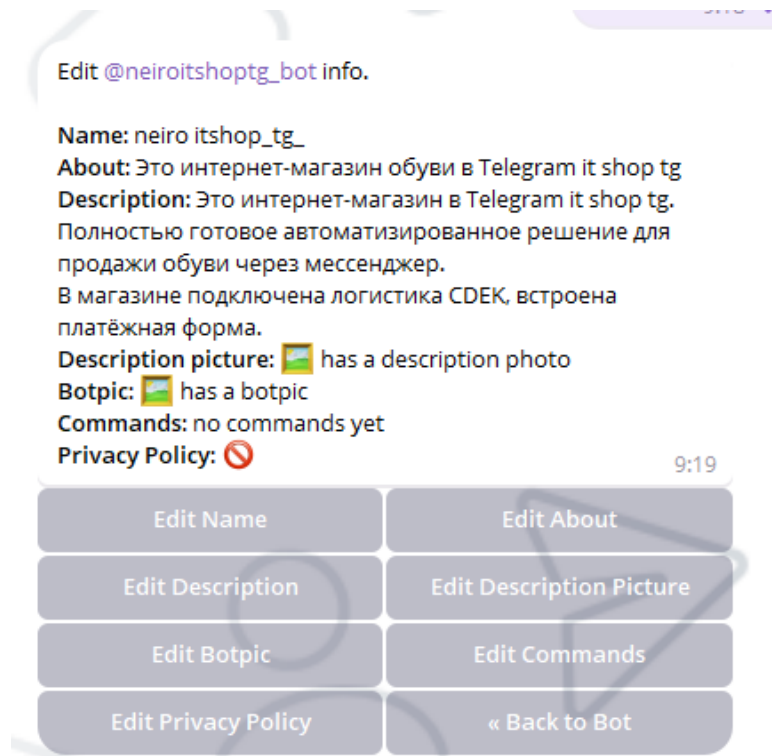 Edit @neiroitshoptg_bot info.
Name: neiro itshop_tg_
About: Это интернет-магазин обуви в Telegram it shop tg
Description: Это интернет-магазин в Telegram it shop tg.
Полностью готовое автоматизированное решение для
продажи обуви через мессенджер.
В магазине подключена логистика CDEK, встроена
платёжная форма.
Description picture: has a description photo
Botpic: has a botpic
Commands: no commands yet
Privacy Policy:
9:19
Edit Name
Edit About
Edit Description
Edit Description Picture
Edit Botpic
Edit Commands
Edit Privacy Policy
« Back to Bot